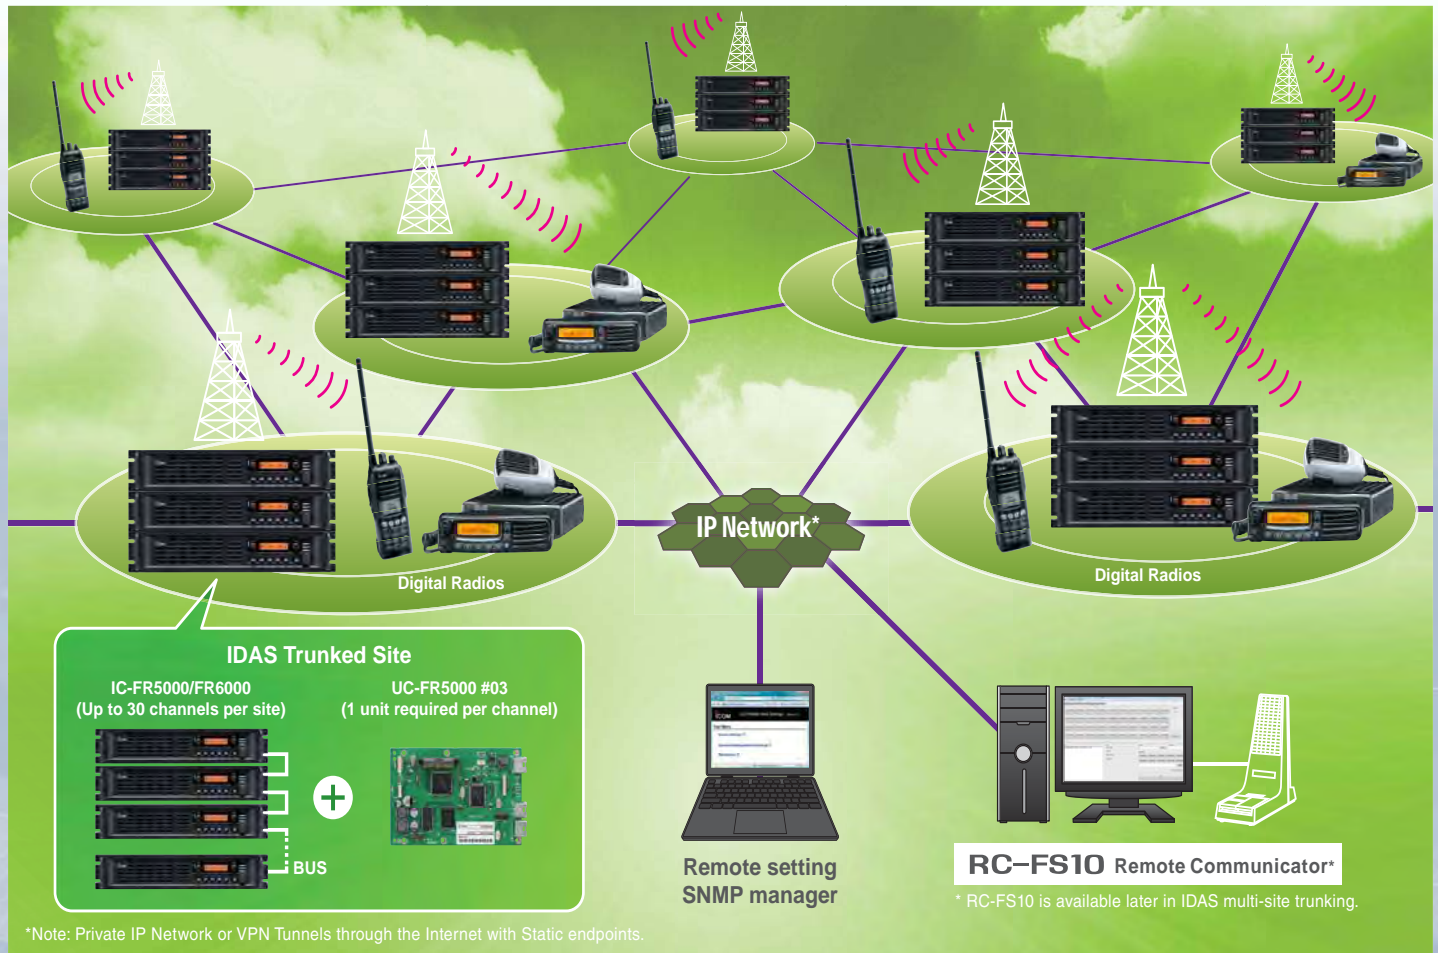 IP Network*
Digital Radios
Digital Radios
IDAS Trunked Site
IC-FR5000/FR6000
(Up to 30 channels per site)
UC-FR5000 #03
(1 unit required per channel)
BUS
ICOM
Remote setting
SNMP manager
RC-FS10 Remote Communicator*
* RC-FS10 is available later in IDAS multi-site trunking.
*Note: Private IP Network or VPN Tunnels through the Internet with Static endpoints.